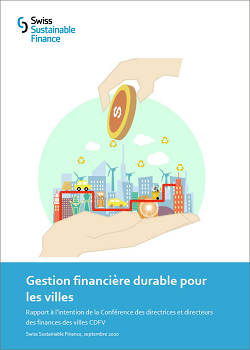 Swiss
Sustainable
Finance
$
Gestion financière durable pour
les villes
Rapport à l'intention de la Conférence des directrices et directeurs
des finances des villes CDFV
Swiss Sustainable Finance, septembre 2020